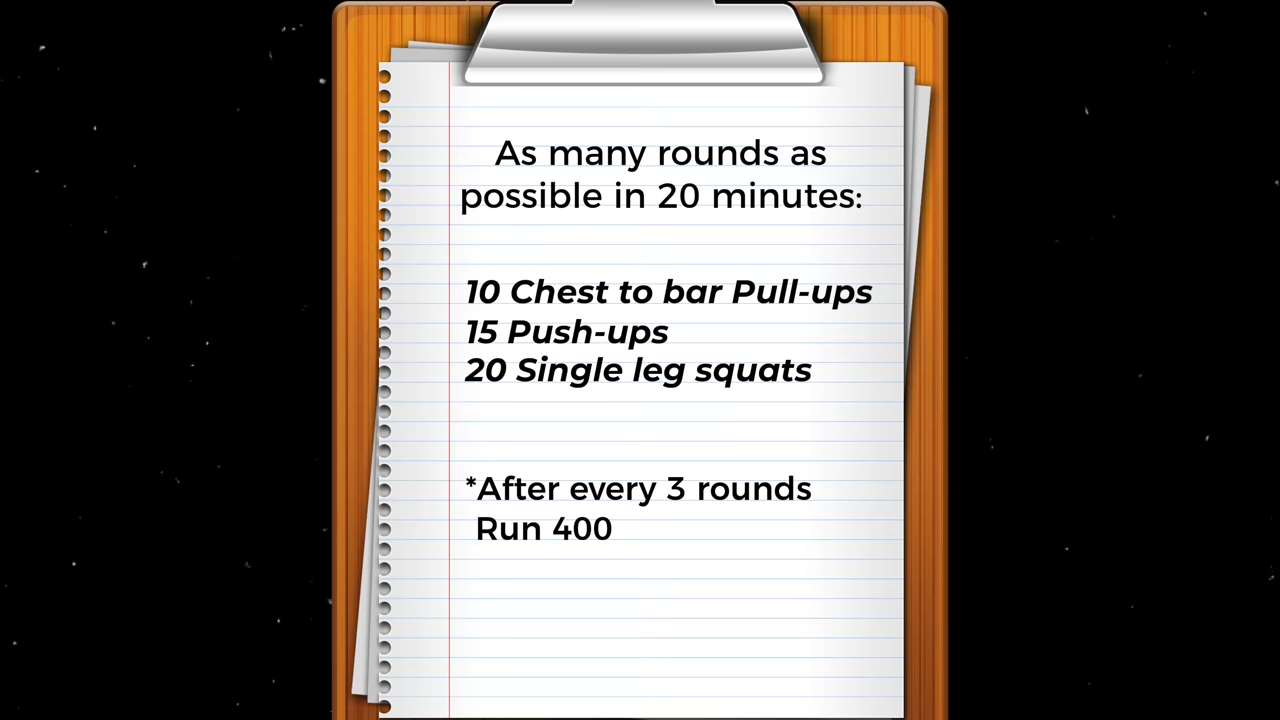 As many rounds as
possible in 20 minutes:
10 Chest to bar Pull-ups
15 Push-ups
20 Single leg squats
*After every 3 rounds
Run 400